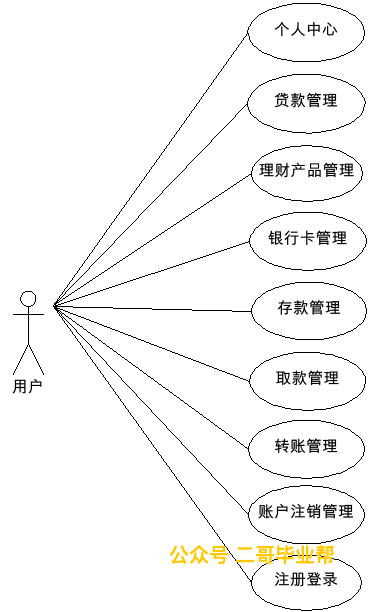 个人中心
贷款管理
理财产品管理
银行卡管理
存款管理
取款管理
用户
转账管理
账户注销管理
公众号 二哥毕业帮
注册登录